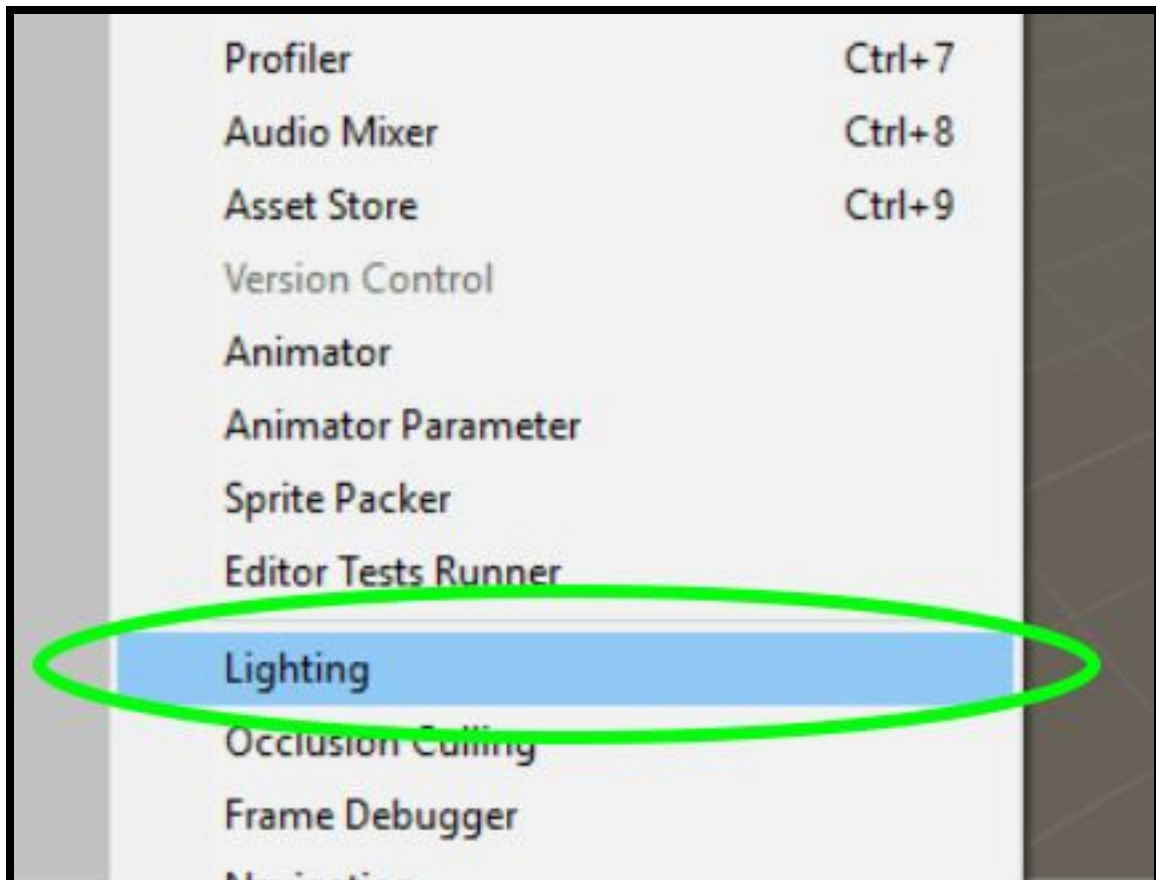 Profiler Ctrl+7
Audio Mixer Ctrl+8
Asset Store Ctrl+9
Version Control
Animator
Animator Parameter
Sprite Packer
Editor Tests Runner
Lighting
Occlusion Culling
Frame Debugger